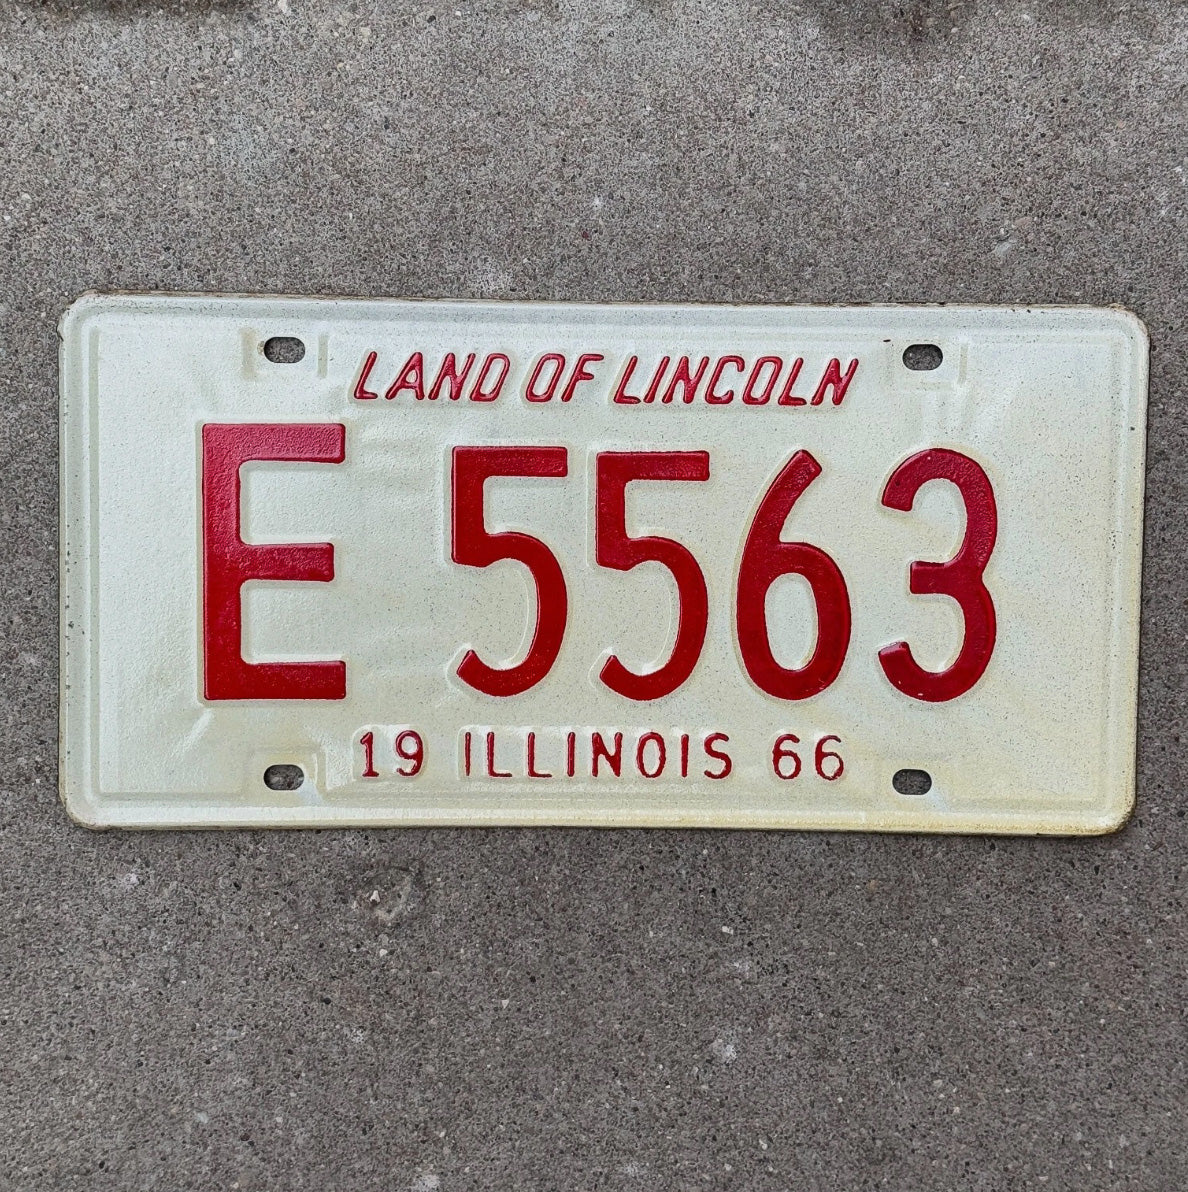 LAND OF LINCOLN
E 5563
19 ILLINOIS 66